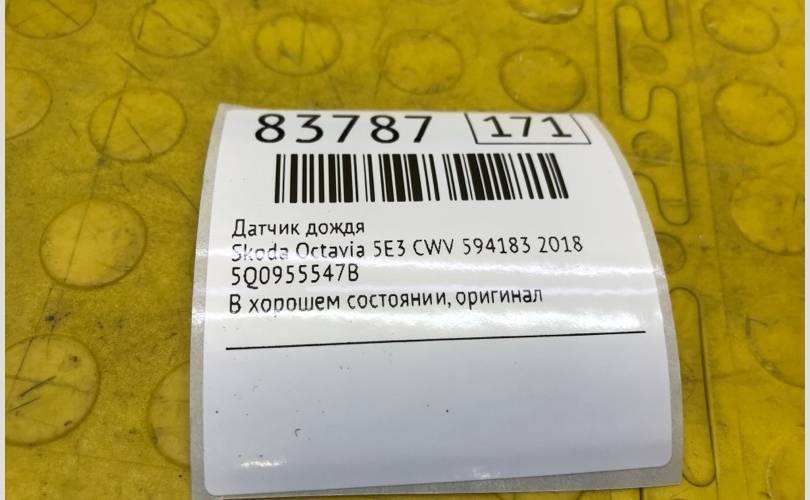 83787 171
Датчик дождя
Skoda Octavia 5E3 CWV 594183 2018
5Q0955547B
В хорошем состоянии, оригинал